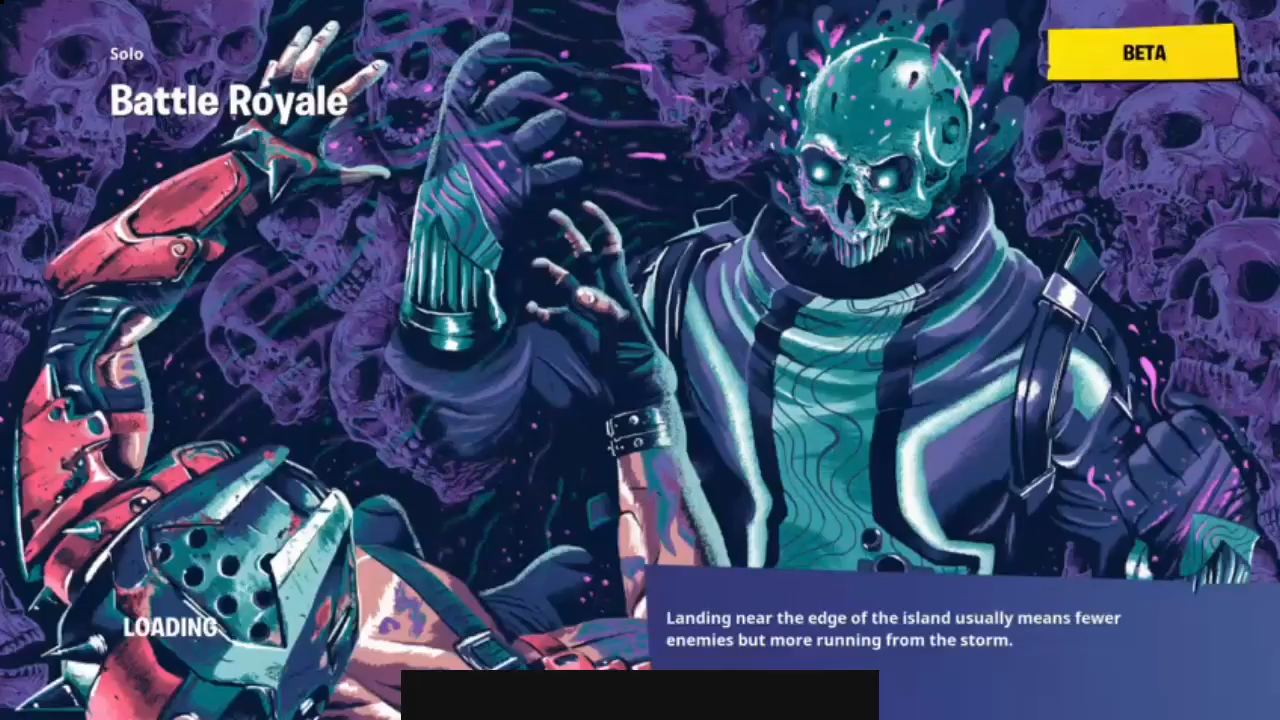 Solo
Battle Royale
BETA
LOADING
Landing near the edge of the island usually means fewer
enemies but more running from the storm.